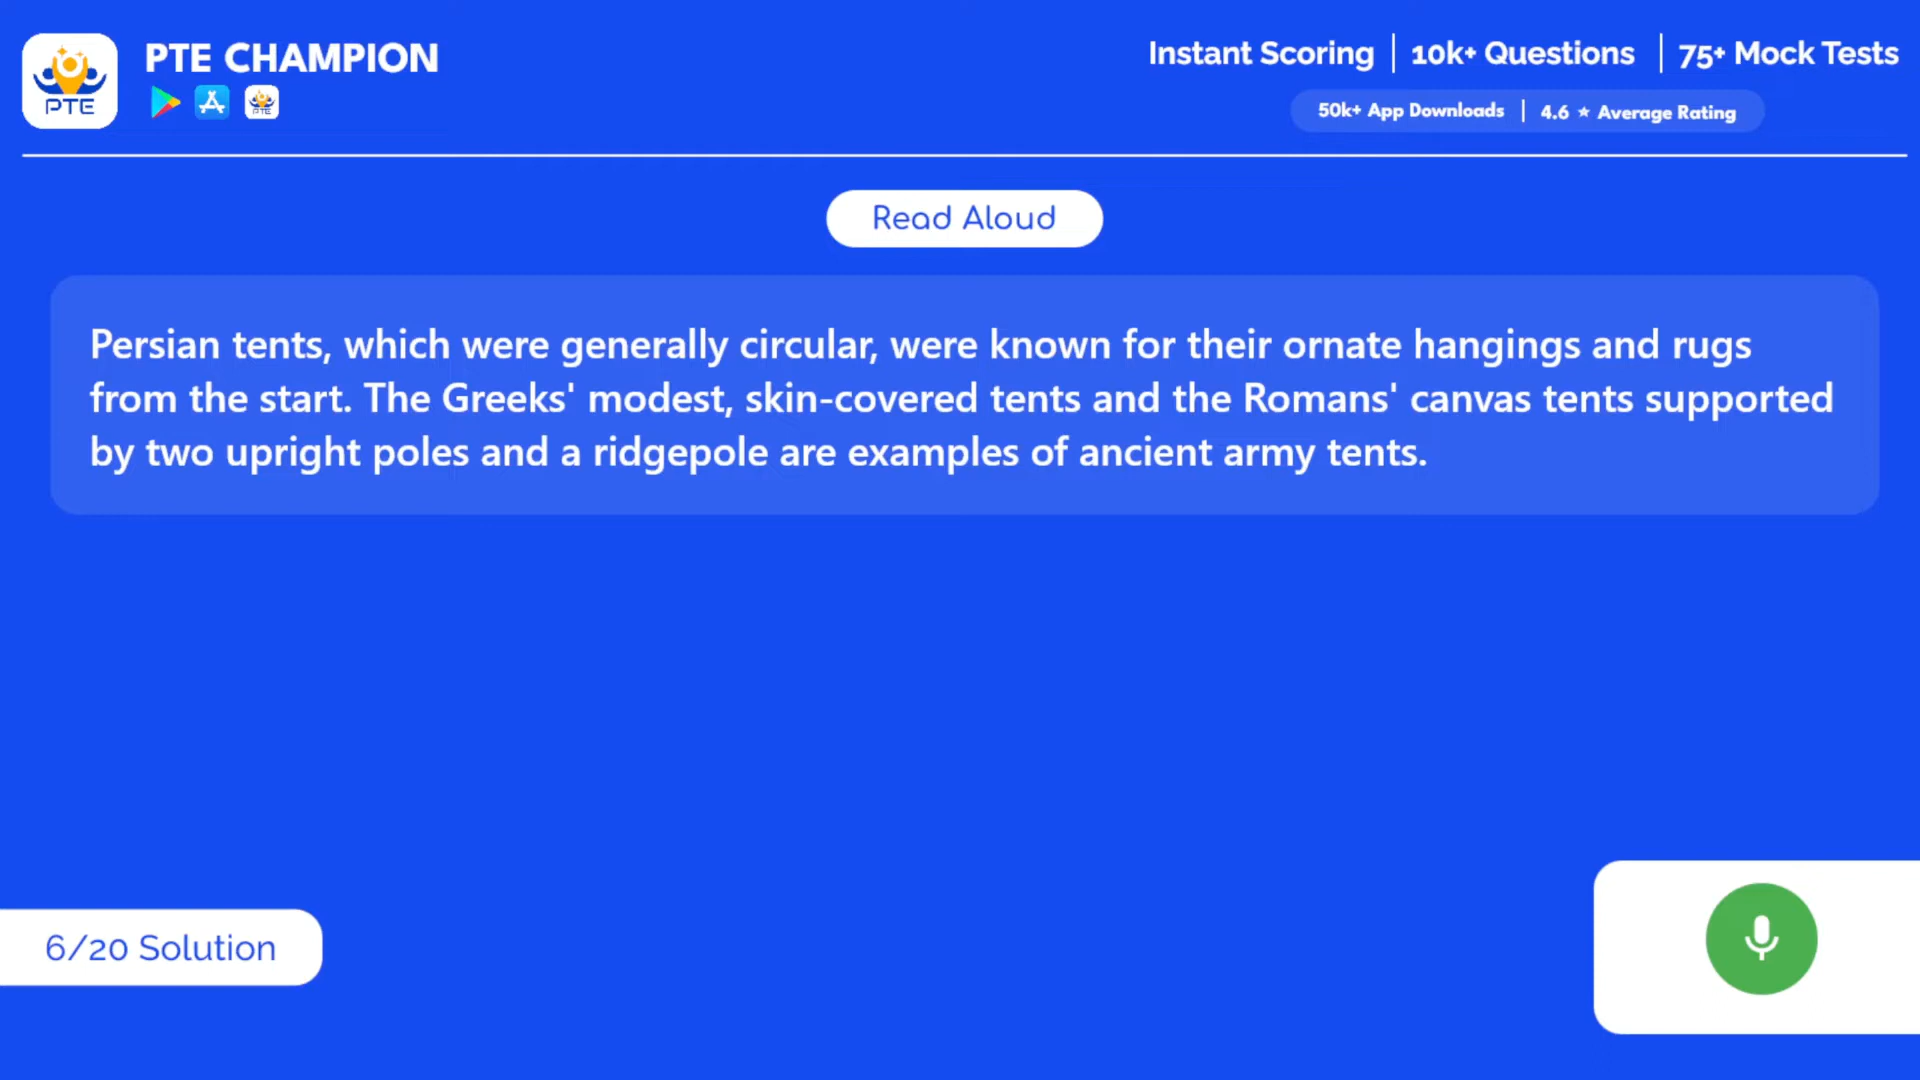 PTE CHAMPION
PTE
PTE
Instant Scoring | 10k+ Questions | 75+ Mock Tests
50k+ App Downloads | 4.6 ★ Average Rating
Read Aloud
Persian tents, which were generally circular, were known for their ornate hangings and rugs
from the start. The Greeks' modest, skin-covered tents and the Romans' canvas tents supported
by two upright poles and a ridgepole are examples of ancient army tents.
6/20 Solution